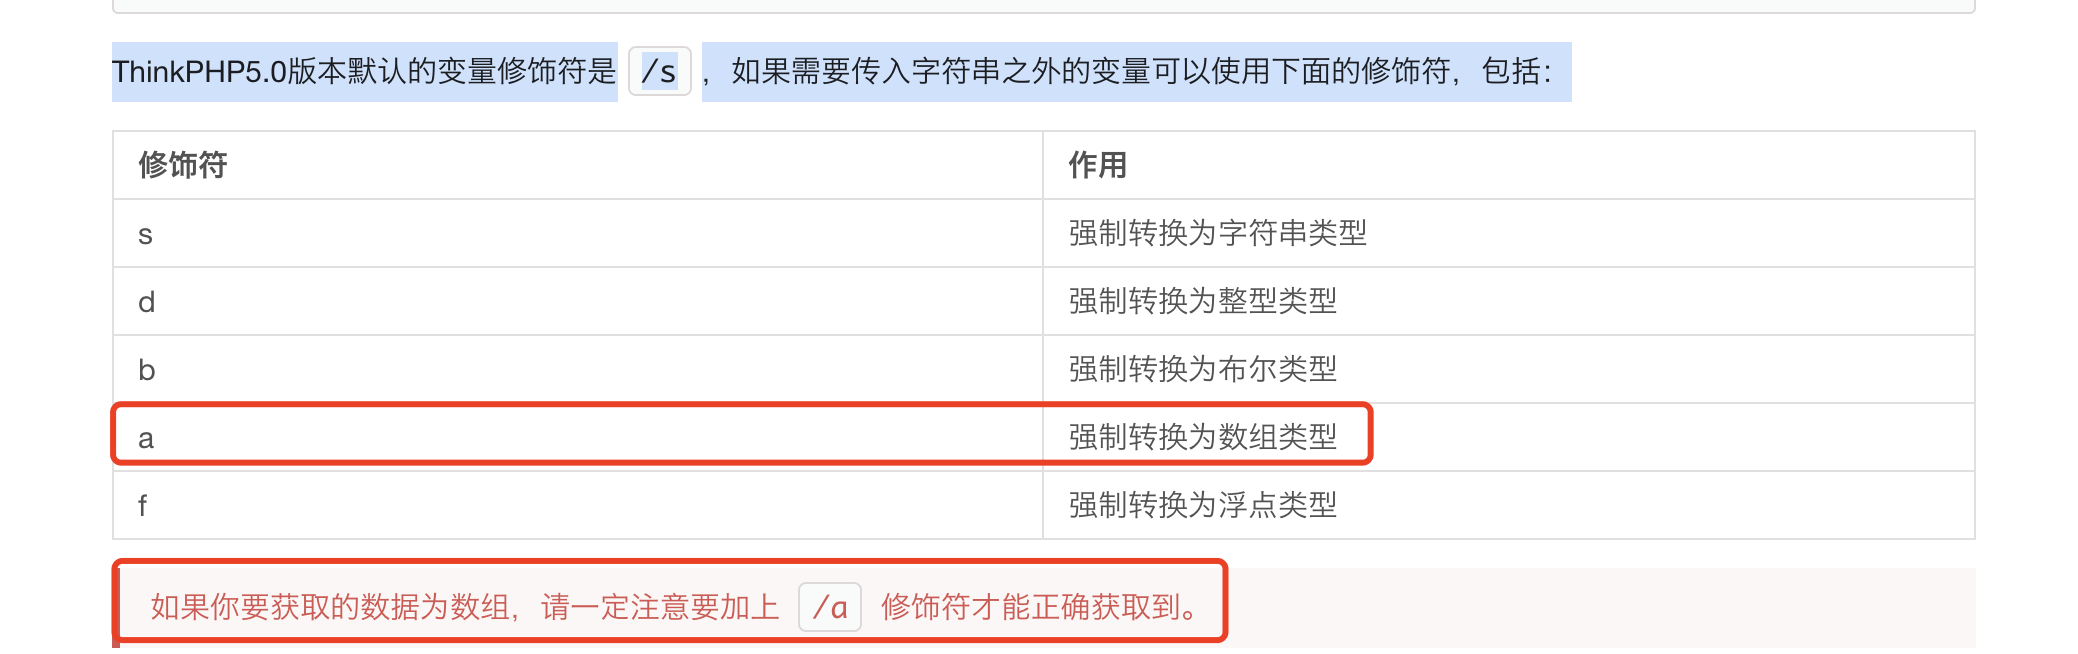 ThinkPHP5.0版本默认的变量修饰符是 /s ，如果需要传入字符串之外的变量可以使用下面的修饰符，包括：
修饰符 作用
s 强制转换为字符串类型
d 强制转换为整型类型
b 强制转换为布尔类型
a 强制转换为数组类型
f 强制转换为浮点类型
如果你要获取的数据为数组，请一定注意要加上 /a 修饰符才能正确获取到。